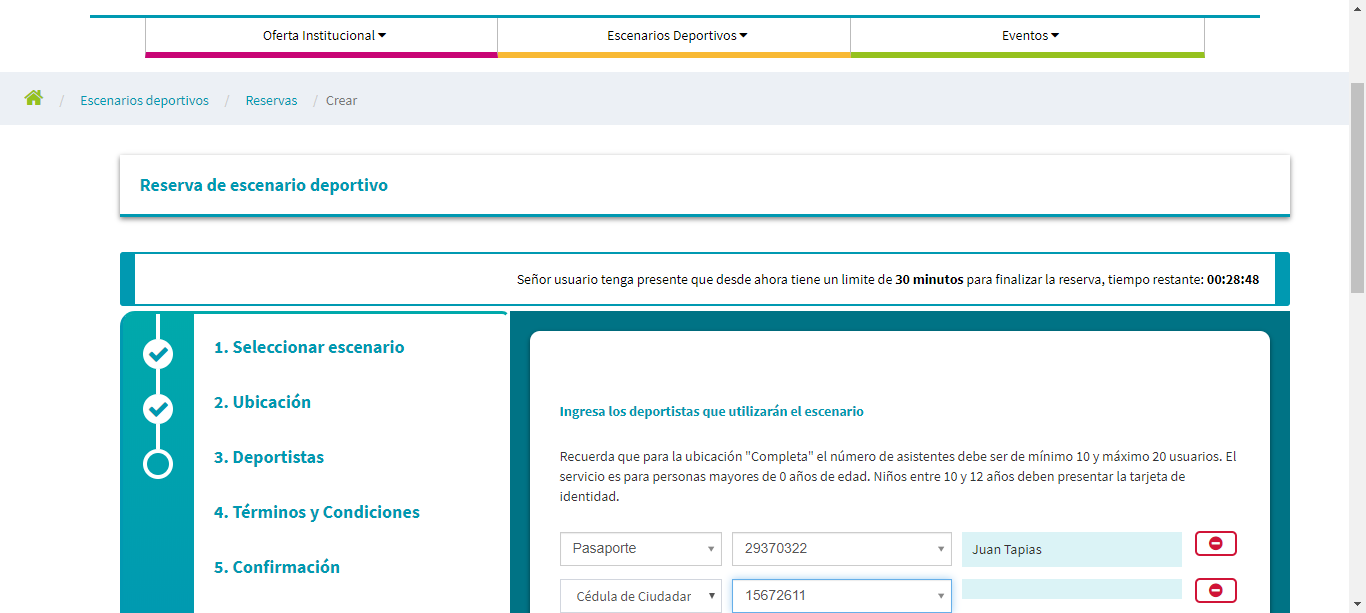 Oferta Institucional
Escenarios Deportivos
Eventos
/ Escenarios deportivos / Reservas / Crear
Reserva de escenario deportivo
Señor usuario tenga presente que desde ahora tiene un limite de 30 minutos para finalizar la reserva, tiempo restante: 00:28:48
1. Seleccionar escenario
2. Ubicación
3. Deportistas
4. Términos y Condiciones
5. Confirmación
Ingresa los deportistas que utilizarán el escenario
Recuerda que para la ubicación "Completa" el número de asistentes debe ser de mínimo 10 y máximo 20 usuarios. El
servicio es para personas mayores de 0 años de edad. Niños entre 10 y 12 años deben presentar la tarjeta de
identidad.
Pasaporte 29370322 Juan Tapias
Cédula de Ciudadar 15672611